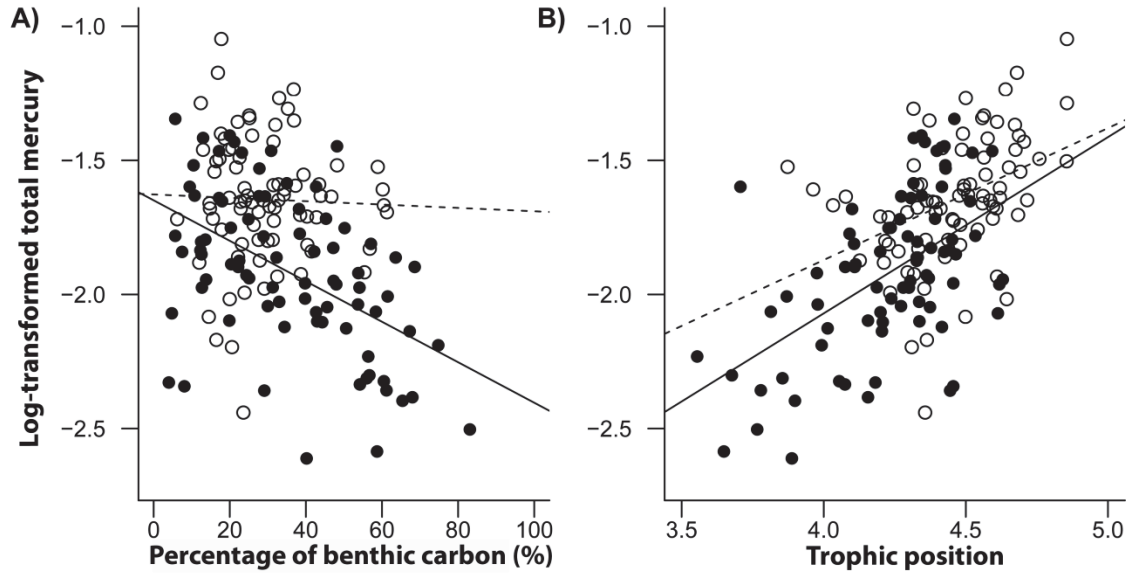 A)
B)
Log-transformed total mercury
−1.0
−1.5
−2.0
−2.5
0 20 40 60 80 100
Percentage of benthic carbon (%)
−1.0
−1.5
−2.0
−2.5
3.5 4.0 4.5 5.0
Trophic position